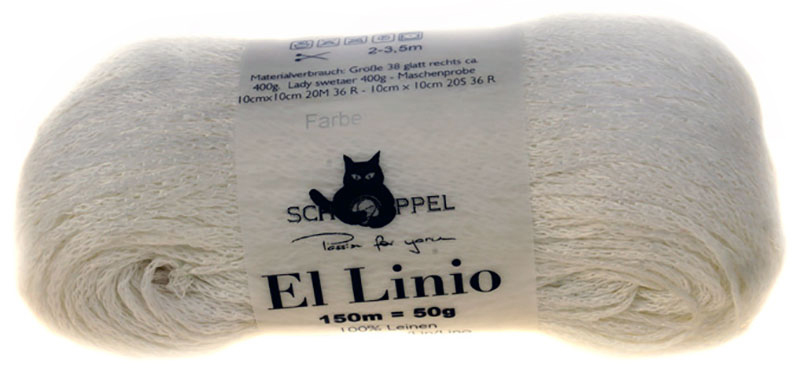 2-3,5m
Materialverbrauch: Größe 38 glatt rechts ca.
400g. Lady swetaer 400g - Maschenprobe
10cmx10cm 20M 36 R - 10cm x 10cm 20S 36 R
Farbe
SCH PPEL
Passion for yarn
El Linio
150m = 50g
100% Leinen